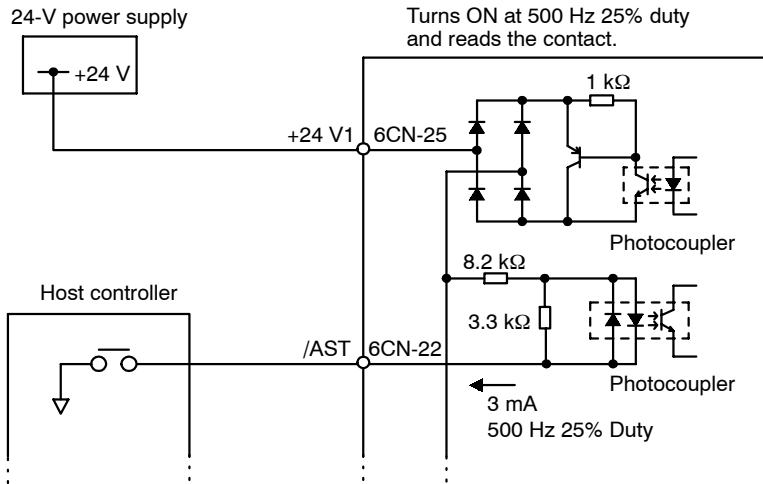 24-V power supply
+24 V
Turns ON at 500 Hz 25% duty
and reads the contact.
1 kΩ
+24 V1
6CN-25
Photocoupler
8.2 kΩ
3.3 kΩ
Host controller
/AST
6CN-22
Photocoupler
3 mA
500 Hz 25% Duty